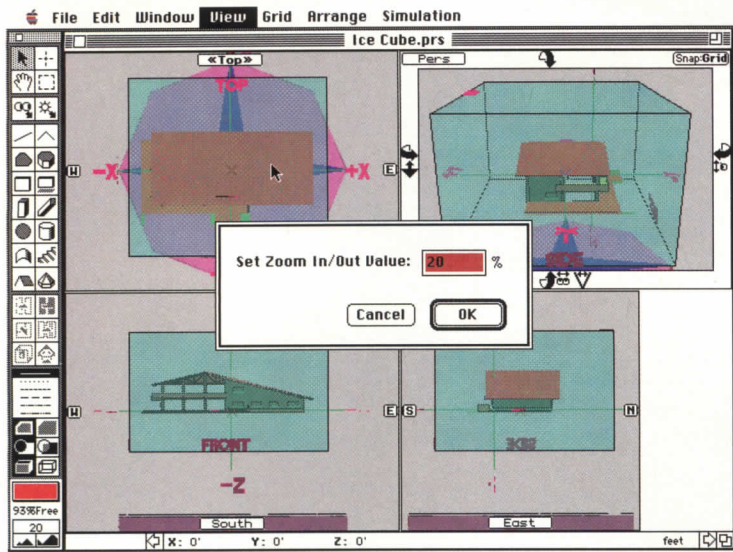 File Edit Window View Grid Arrange Simulation
Ice Cube.prs
«Top»
Pers
Snap:Grid
TOP
W
-X
+X
E
Set Zoom In/Out Value: 20 %
Cancel
OK
W
E
S
N
FRONT
-Z
93%Free
20
South
East
X: 0' Y: 0' Z: 0'
feet